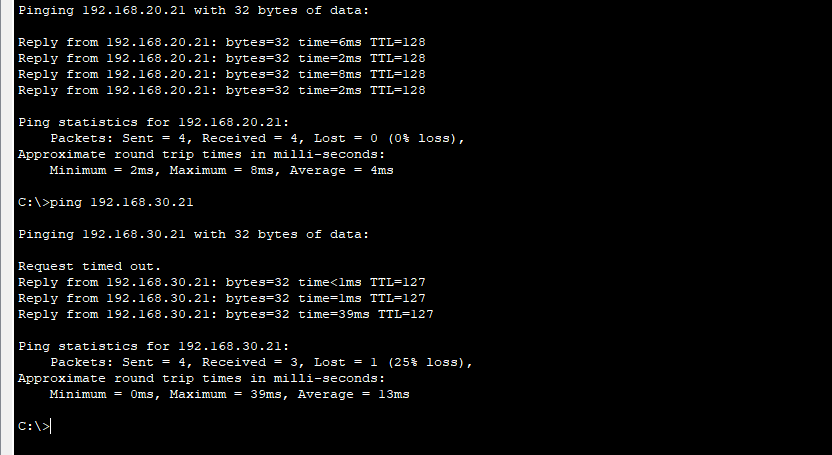 Pinging 192.168.20.21 with 32 bytes of data:
Reply from 192.168.20.21: bytes=32 time=6ms TTL=128
Reply from 192.168.20.21: bytes=32 time=2ms TTL=128
Reply from 192.168.20.21: bytes=32 time=8ms TTL=128
Reply from 192.168.20.21: bytes=32 time=2ms TTL=128
Ping statistics for 192.168.20.21:
Packets: Sent = 4, Received = 4, Lost = 0 (0% loss),
Approximate round trip times in milli-seconds:
Minimum = 2ms, Maximum = 8ms, Average = 4ms
C:\>ping 192.168.30.21
Pinging 192.168.30.21 with 32 bytes of data:
Request timed out.
Reply from 192.168.30.21: bytes=32 time<1ms TTL=127
Reply from 192.168.30.21: bytes=32 time=1ms TTL=127
Reply from 192.168.30.21: bytes=32 time=39ms TTL=127
Ping statistics for 192.168.30.21:
Packets: Sent = 4, Received = 3, Lost = 1 (25% loss),
Approximate round trip times in milli-seconds:
Minimum = 0ms, Maximum = 39ms, Average = 13ms
C:\>